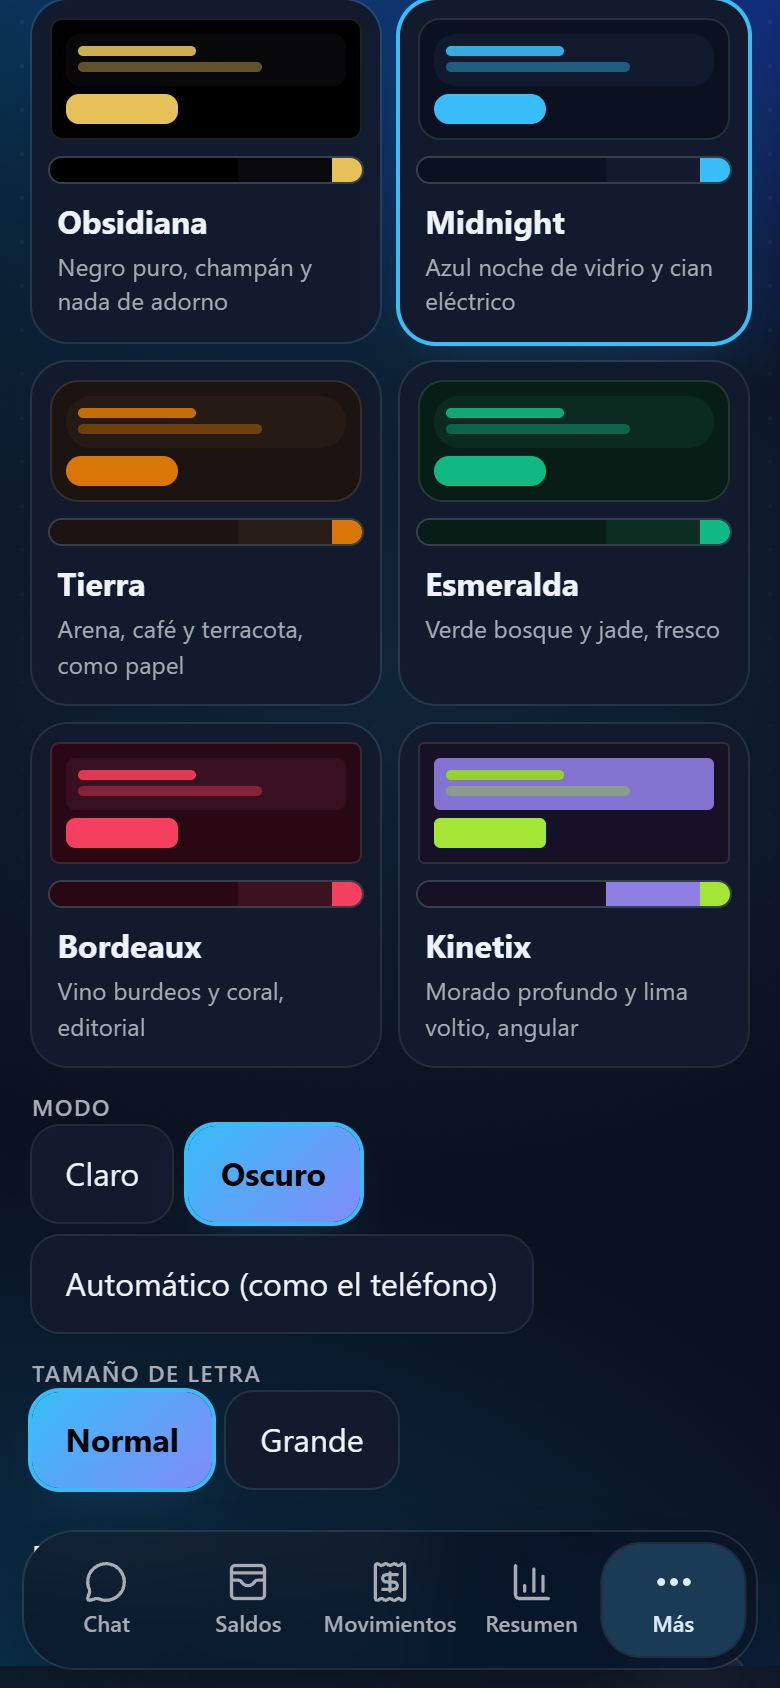 Obsidiana
Negro puro, champán y
nada de adorno
Midnight
Azul noche de vidrio y cian
eléctrico
Tierra
Arena, café y terracota,
como papel
Esmeralda
Verde bosque y jade, fresco
Bordeaux
Vino burdeos y coral,
editorial
Kinetix
Morado profundo y lima
voltio, angular
MODO
Claro
Oscuro
Automático (como el teléfono)
TAMAÑO DE LETRA
Normal
Grande
Chat
Saldos
Movimientos
Resumen
Más